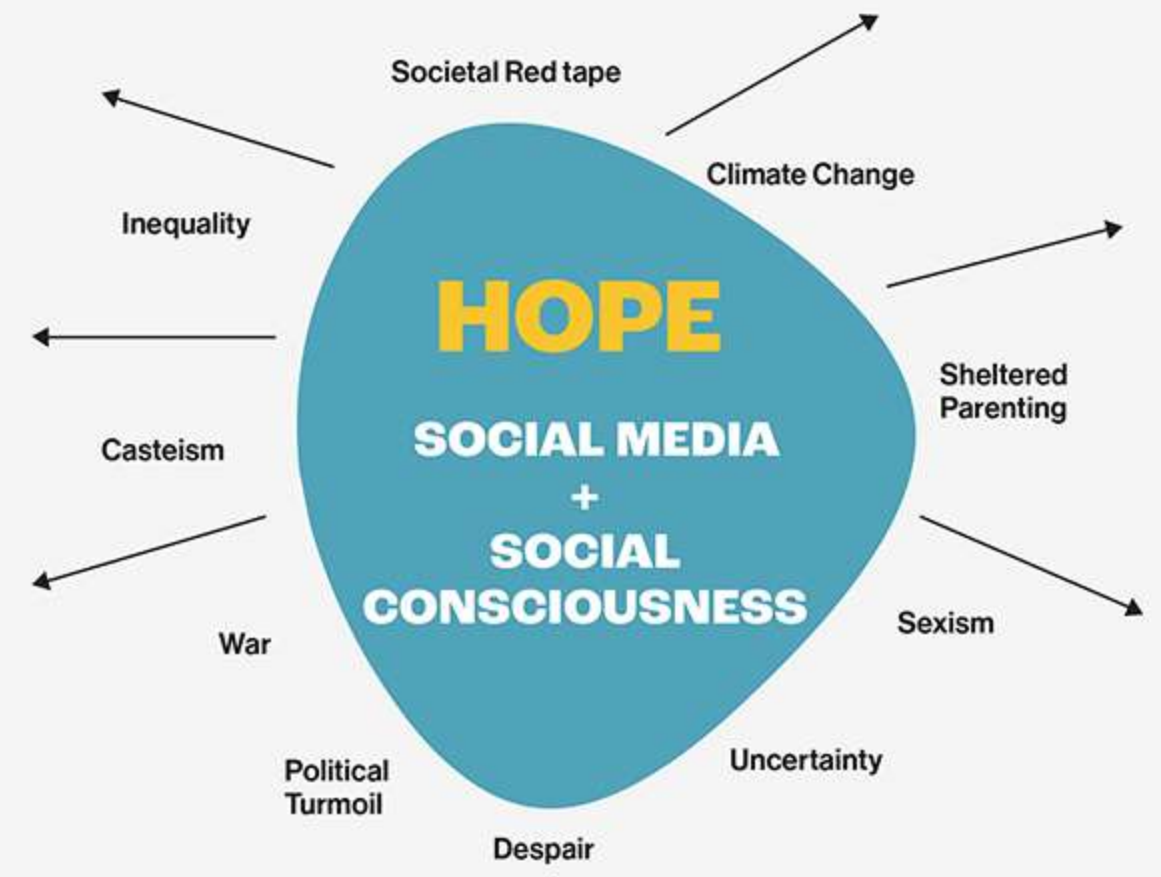 Societal Red tape
Climate Change
Inequality
HOPE
Sheltered
Parenting
SOCIAL MEDIA
+
SOCIAL
CONSCIOUSNESS
Casteism
Sexism
War
Uncertainty
Political
Turmoil
Despair